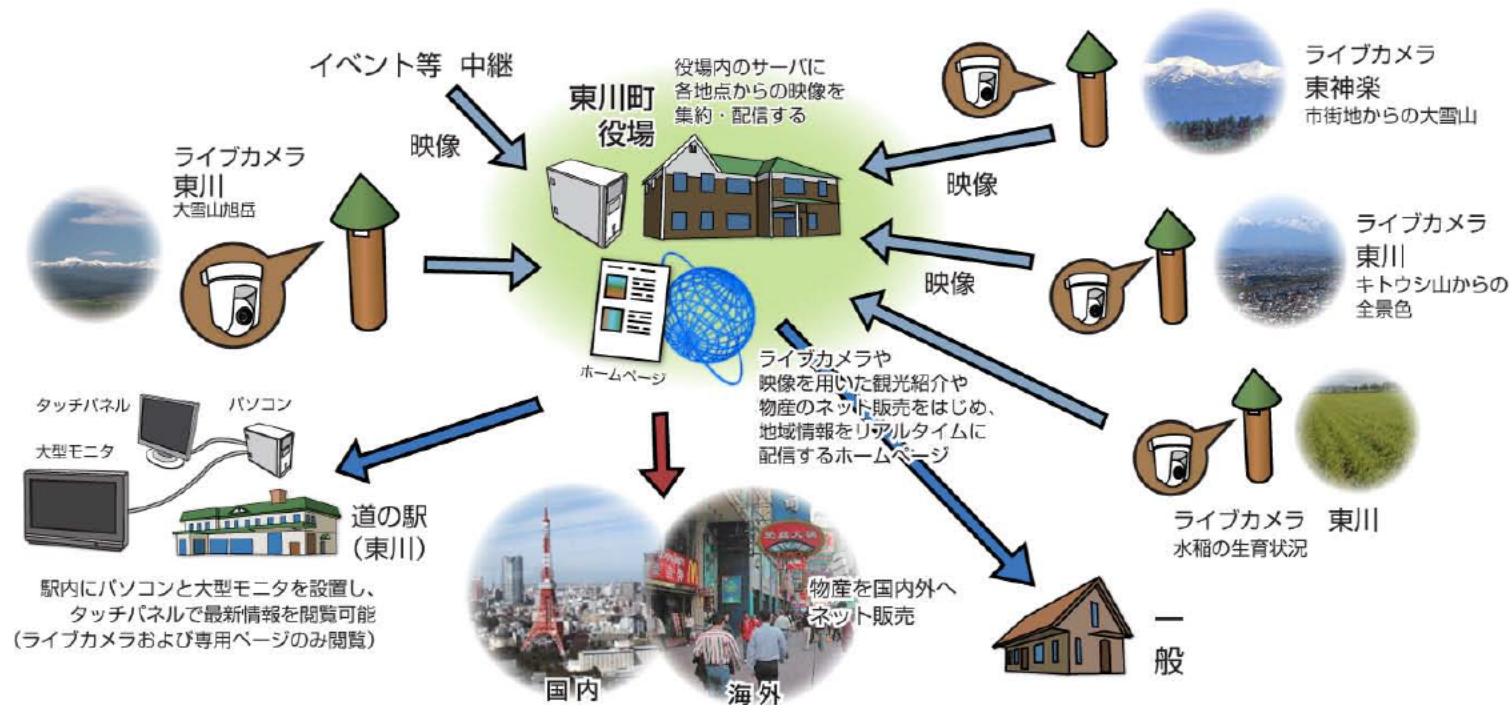 イベント等 中継
映像
東川町
役場
役場内のサーバに
各地点からの映像を
集約・配信する
ライブカメラ
東神楽
市街地からの大雪山
映像
ライブカメラ
東川
大雪山旭岳
ライブカメラ
東川
キトウシ山からの
全景色
映像
ホームページ
ライブカメラや
映像を用いた観光紹介や
物産のネット販売をはじめ、
地域情報をリアルタイムに
配信するホームページ
ライブカメラ
水稲の生育状況
東川
タッチパネル
パソコン
大型モニタ
道の駅
(東川)
駅内にパソコンと大型モニタを設置し、
タッチパネルで最新情報を閲覧可能
(ライブカメラおよび専用ページのみ閲覧)
物産を国内外へ
ネット販売
国内
海外
一般